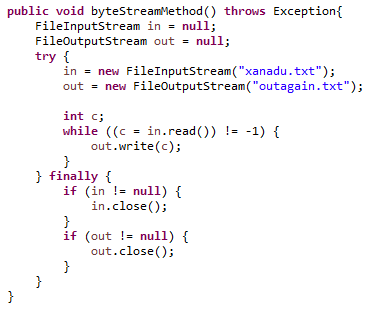 public void byteStreamMethod() throws Exception{
    FileInputStream in = null;
    FileOutputStream out = null;
    try {
        in = new FileInputStream("xanadu.txt");
        out = new FileOutputStream("outagain.txt");

        int c;
        while ((c = in.read()) != -1) {
            out.write(c);
        }
    } finally {
        if (in != null) {
            in.close();
        }
        if (out != null) {
            out.close();
        }
    }
}